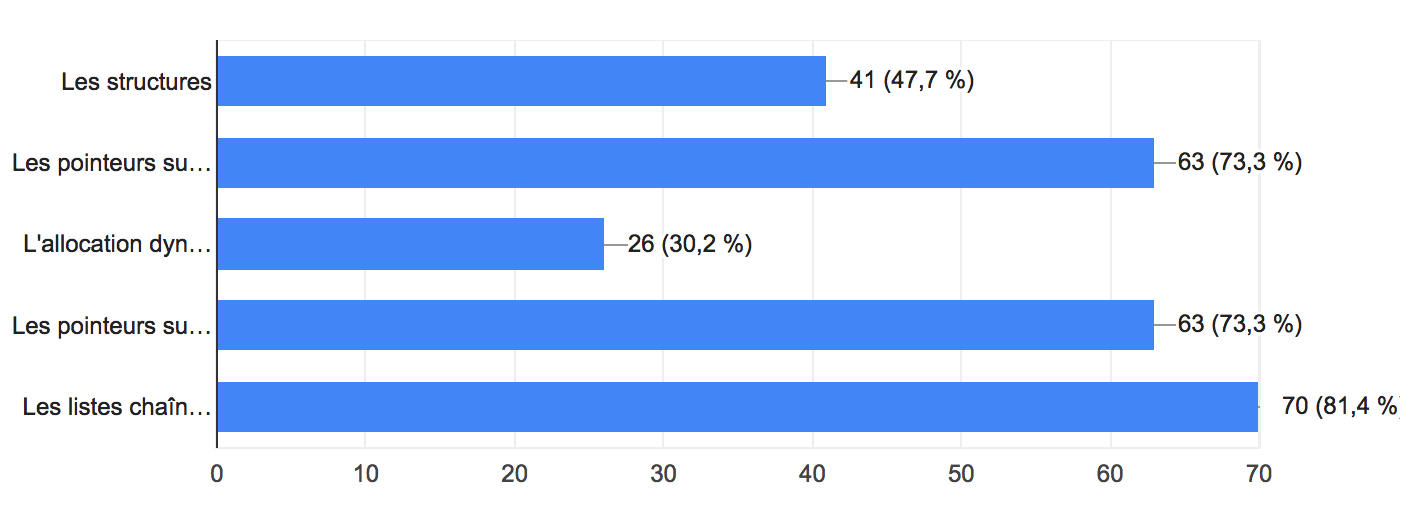 Les structures 41 (47,7 %)
Les pointeurs su… 63 (73,3 %)
L'allocation dyn… 26 (30,2 %)
Les pointeurs su… 63 (73,3 %)
Les listes chaîn… 70 (81,4 %)
0 10 20 30 40 50 60 70